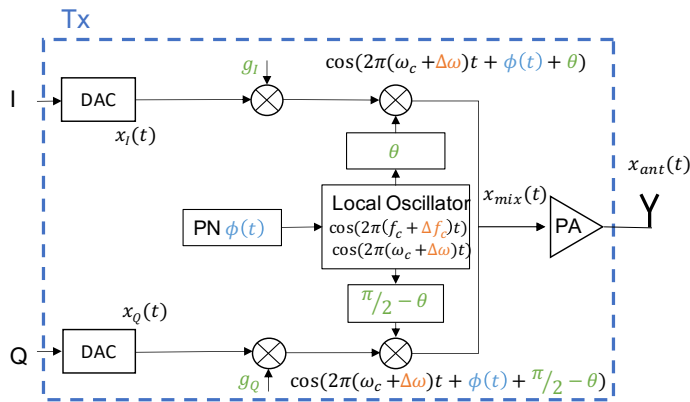 Tx
g_I
cos(2π(ω_c +Δω)t + ϕ(t) + θ)
I
DAC
x_I(t)
θ
x_ant(t)
Local Oscillator
x_mix(t)
PN ϕ(t)
cos(2π(f_c + Δf_c)t)
PA
cos(2π(ω_c +Δω)t)
π/2 − θ
x_Q(t)
Q
DAC
g_Q
cos(2π(ω_c +Δω)t + ϕ(t) + π/2 − θ)